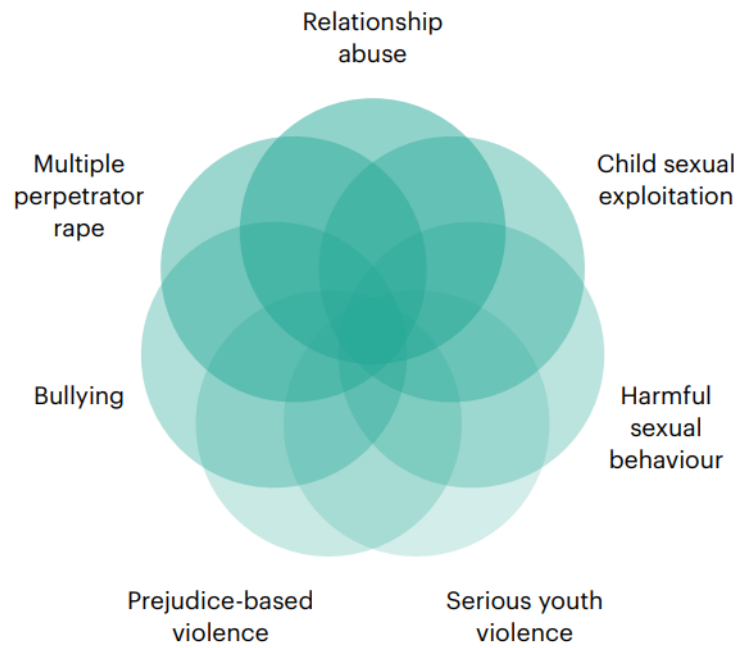 Relationship
abuse
Multiple
perpetrator
rape
Child sexual
exploitation
Bullying
Harmful
sexual
behaviour
Prejudice-based
violence
Serious youth
violence